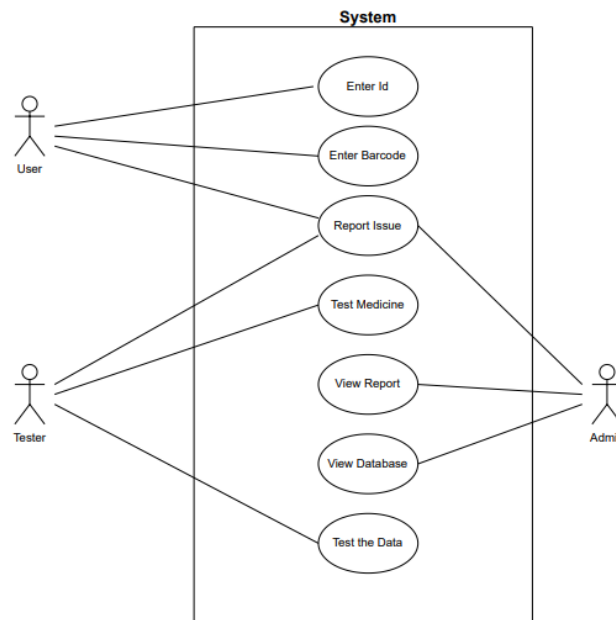 System
Enter Id
User
Enter Barcode
Report Issue
Test Medicine
Tester
View Report
Admi
View Database
Test the Data